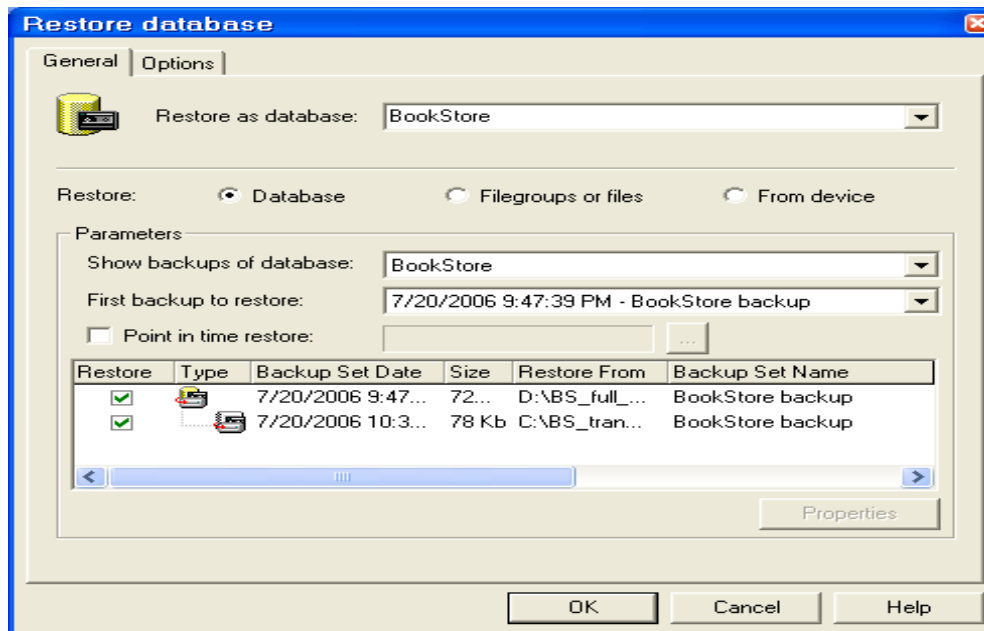 Restore database
General Options
Restore as database: BookStore
Restore: Database Filegroups or files From device
Parameters
Show backups of database: BookStore
First backup to restore: 7/20/2006 9:47:39 PM - BookStore backup
Point in time restore: ...
Restore Type Backup Set Date Size Restore From Backup Set Name
7/20/2006 9:47... 72... D:\BS_full_... BookStore backup
7/20/2006 10:3... 78 Kb C:\BS_tran... BookStore backup
Properties
OK Cancel Help